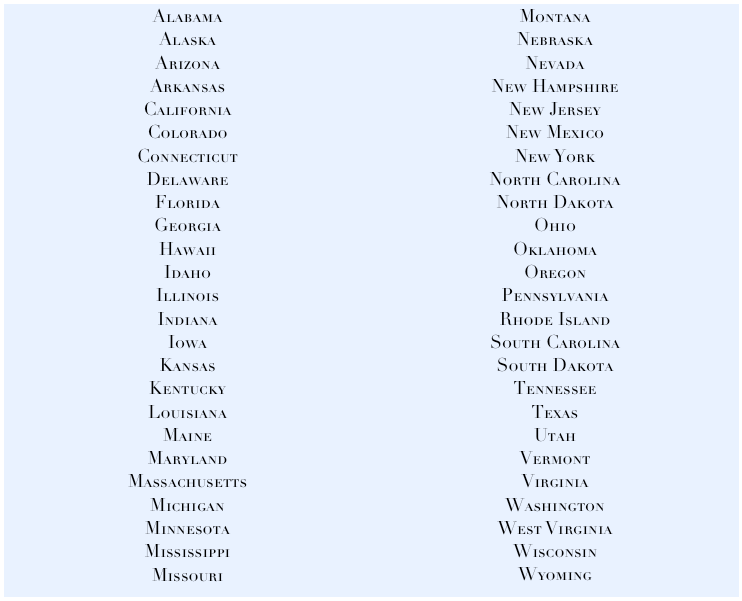 Alabama
Alaska
Arizona
Arkansas
California
Colorado
Connecticut
Delaware
Florida
Georgia
Hawaii
Idaho
Illinois
Indiana
Iowa
Kansas
Kentucky
Louisiana
Maine
Maryland
Massachusetts
Michigan
Minnesota
Mississippi
Missouri
Montana
Nebraska
Nevada
New Hampshire
New Jersey
New Mexico
New York
North Carolina
North Dakota
Ohio
Oklahoma
Oregon
Pennsylvania
Rhode Island
South Carolina
South Dakota
Tennessee
Texas
Utah
Vermont
Virginia
Washington
West Virginia
Wisconsin
Wyoming